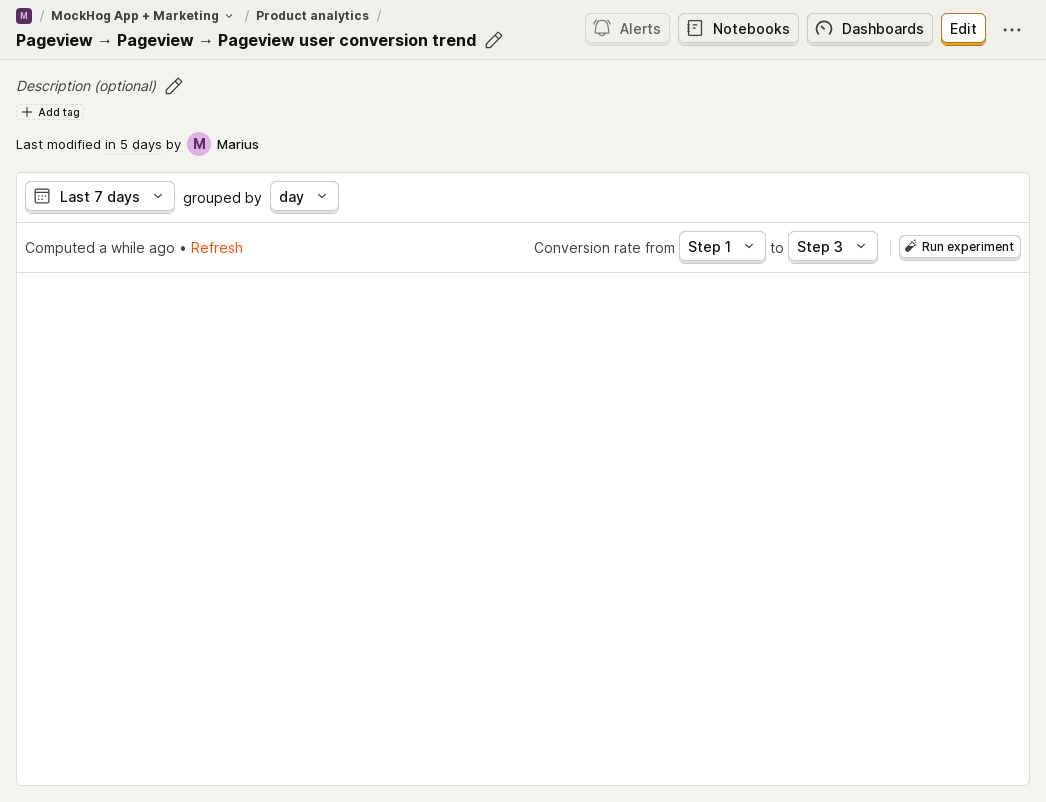 M / MockHog App + Marketing / Product analytics /
Pageview → Pageview → Pageview user conversion trend
Alerts
Notebooks
Dashboards
Edit
Description (optional)
Add tag
Last modified in 5 days by M Marius
Last 7 days grouped by day
Computed a while ago • Refresh
Conversion rate from Step 1 to Step 3
Run experiment